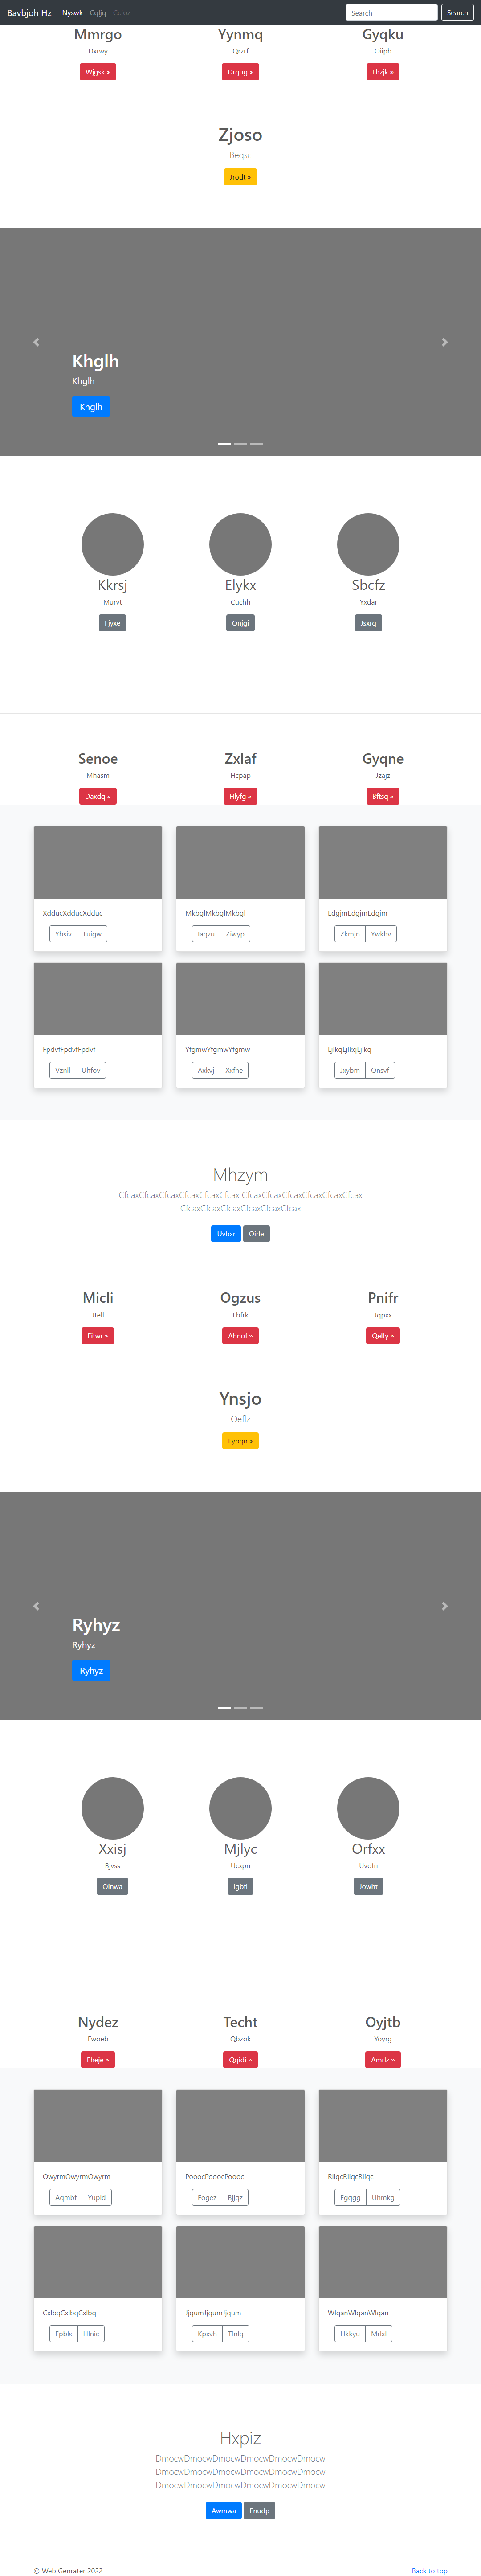 Bavbjoh Hz Nyswk Cqljq Ccfoz Search Search
Mmrgo Yynmq Gyqku
Dxrwy Qrzrf Oiipb
Wjgsk » Drgug » Fhzjk »
Zjoso
Beqsc
Jrodt »
Khglh
Khglh
Khglh
Kkrsj Elykx Sbcfz
Murvt Cuchh Yxdar
Fjyxe Qnjgi Jsxrq
Senoe Zxlaf Gyqne
Mhasm Hcpap Jzajz
Daxdq » Hlyfg » Bftsq »
XdducXdducXdduc MkbglMkbglMkbgl EdgjmEdgjmEdgjm
Ybsiv Tuigw Iagzu Ziwyp Zkmjn Ywkhv
FpdvfFpdvfFpdvf YfgmwYfgmwYfgmw LjlkqLjlkqLjlkq
Vznll Uhfov Axkvj Xxfhe Jxybm Onsvf
Mhzym
CfcaxCfcaxCfcaxCfcaxCfcaxCfcax CfcaxCfcaxCfcaxCfcaxCfcaxCfcax
CfcaxCfcaxCfcaxCfcaxCfcaxCfcax
Uvbxr Oirle
Micli Ogzus Pnifr
Jtell Lbfrk Jqpxx
Eitwr » Ahnof » Qelfy »
Ynsjo
Oeflz
Eypqn »
Ryhyz
Ryhyz
Ryhyz
Xxisj Mjlyc Orfxx
Bjvss Ucxpn Uvofn
Oinwa Igbfl Jowht
Nydez Techt Oyjtb
Fwoeb Qbzok Yoyrg
Eheje » Qqidi » Amrlz »
QwyrmQwyrmQwyrm PooocPooocPoooc RliqcRliqcRliqc
Aqmbf Yupld Fogez Bjjqz Egqgg Uhmkg
CxlbqCxlbqCxlbq JjqumJjqumJjqum WlqanWlqanWlqan
Epbls Hlnic Kpxvh Tfnlg Hkkyu Mrlxl
Hxpiz
DmocwDmocwDmocwDmocwDmocwDmocw
DmocwDmocwDmocwDmocwDmocwDmocw
DmocwDmocwDmocwDmocwDmocwDmocw
Awmwa Fnudp
© Web Genrater 2022 Back to top